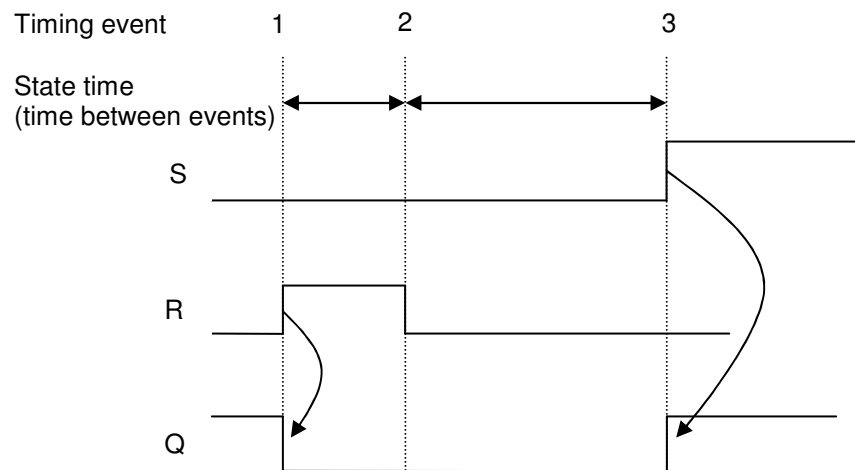 Timing event 1 2 3
State time
(time between events)
S
R
Q